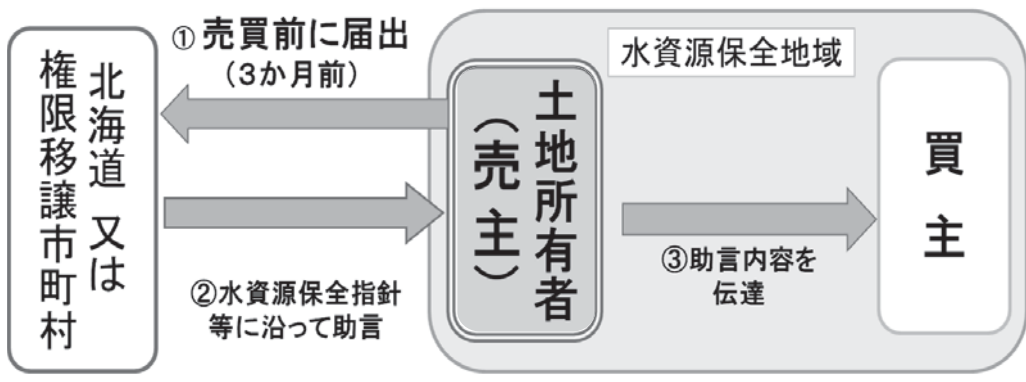 北海道 又は
権限移譲市町村
① 売買前に届出
（3か月前）
②水資源保全指針
等に沿って助言
水資源保全地域
土地所有者
（売主）
③助言内容を
伝達
買主